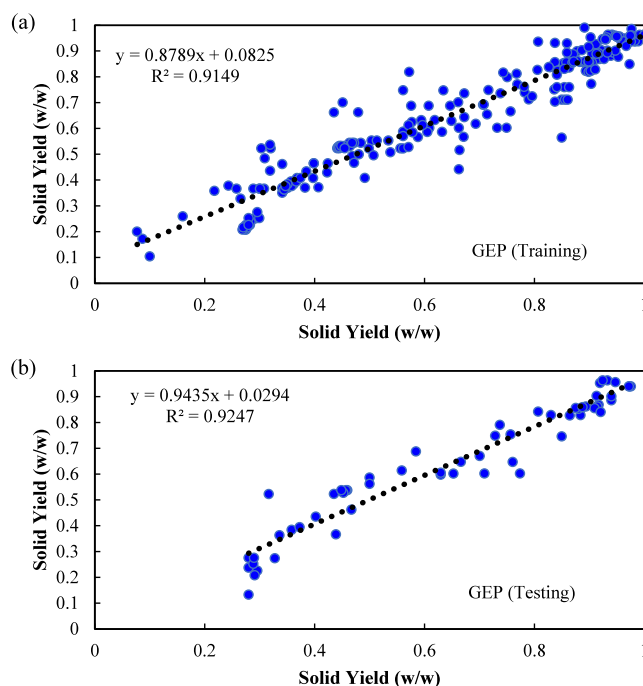 (a)
y = 0.8789x + 0.0825
R² = 0.9149
GEP (Training)
Solid Yield (w/w)
1
0.9
0.8
0.7
0.6
0.5
0.4
0.3
0.2
0.1
0
0 0.2 0.4 0.6 0.8 1
Solid Yield (w/w)
(b)
y = 0.9435x + 0.0294
R² = 0.9247
GEP (Testing)
Solid Yield (w/w)
1
0.9
0.8
0.7
0.6
0.5
0.4
0.3
0.2
0.1
0
0 0.2 0.4 0.6 0.8 1
Solid Yield (w/w)